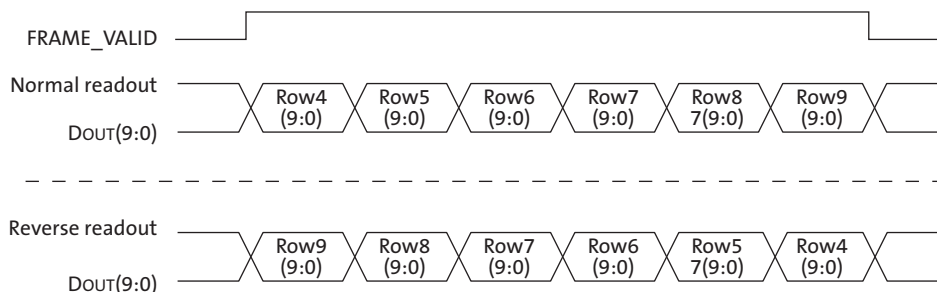 FRAME_VALID
Normal readout
Row4 Row5 Row6 Row7 Row8 Row9
(9:0) (9:0) (9:0) (9:0) 7(9:0) (9:0)
DOUT(9:0)
Reverse readout
Row9 Row8 Row7 Row6 Row5 Row4
(9:0) (9:0) (9:0) (9:0) 7(9:0) (9:0)
DOUT(9:0)